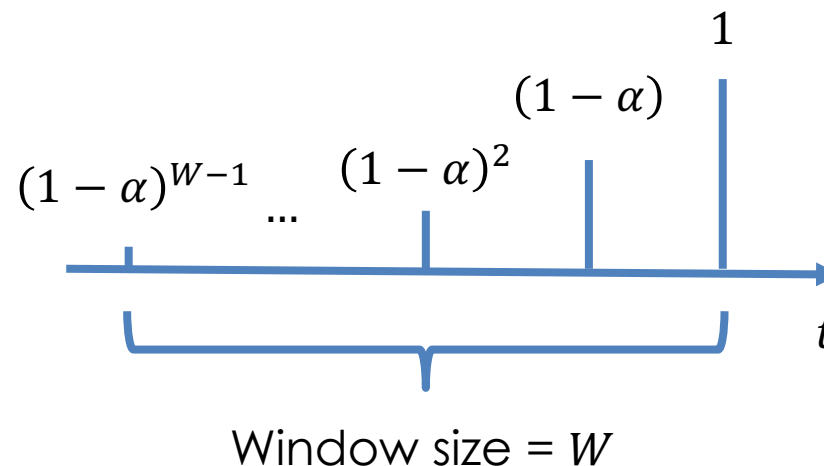 1
(1 − α)
(1 − α)^2
(1 − α)^{W−1}
...
t
Window size = W